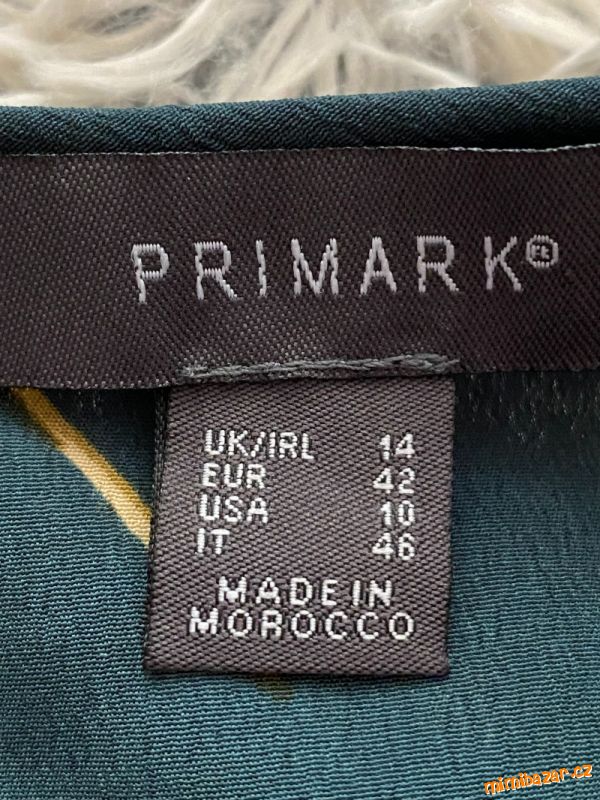 PRIMARK®
UK/IRL 14
EUR 42
USA 10
IT 46
MADE IN
MOROCCO
mimibazar.cz